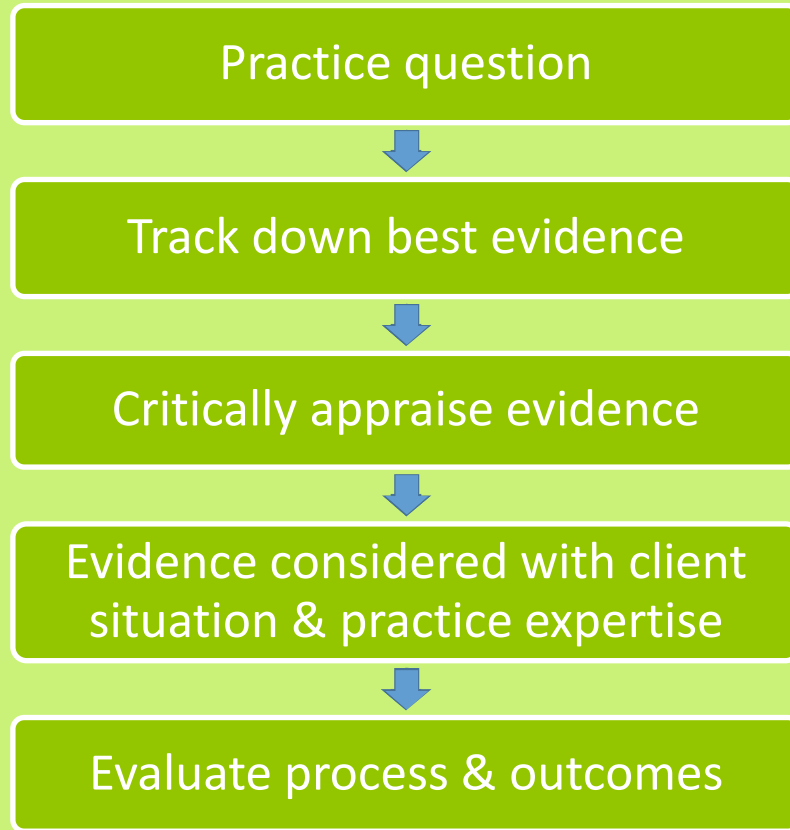 Practice question
Track down best evidence
Critically appraise evidence
Evidence considered with client
situation & practice expertise
Evaluate process & outcomes